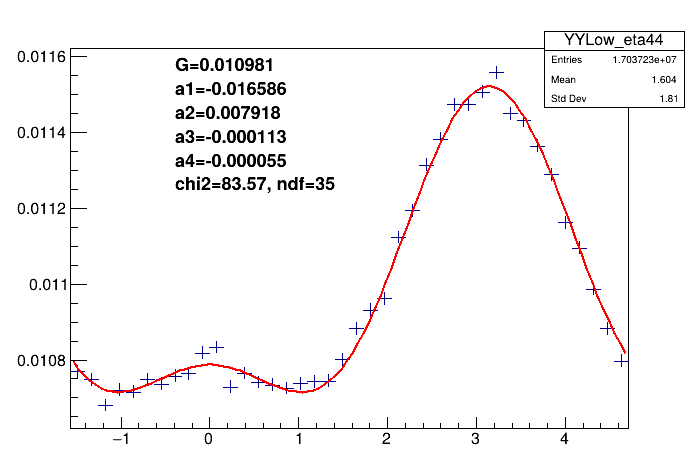 YYLow_eta44
Entries 1.703723e+07
Mean 1.604
Std Dev 1.81
G=0.010981
a1=-0.016586
a2=0.007918
a3=-0.000113
a4=-0.000055
chi2=83.57, ndf=35
0.0116
0.0114
0.0112
0.011
0.0108
−1 0 1 2 3 4